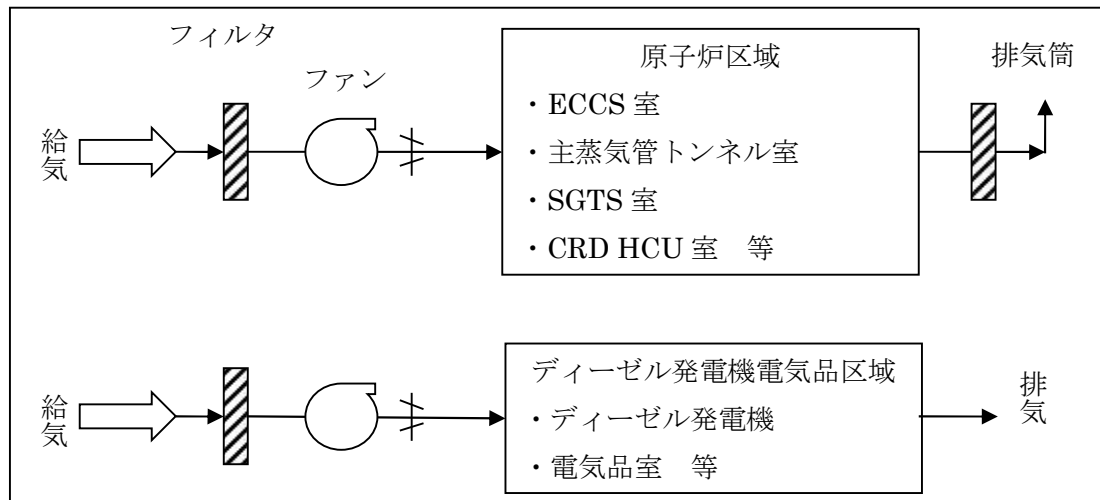 フィルタ
ファン
給気
原子炉区域
・ECCS 室
・主蒸気管トンネル室
・SGTS 室
・CRD HCU 室　等
排気筒
給気
ディーゼル発電機電気品区域
・ディーゼル発電機
・電気品室　等
排気